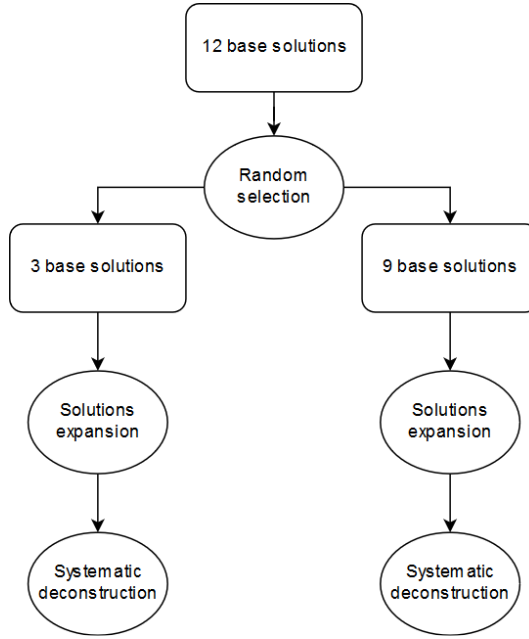 12 base solutions
Random
selection
3 base solutions
9 base solutions
Solutions
expansion
Solutions
expansion
Systematic
deconstruction
Systematic
deconstruction